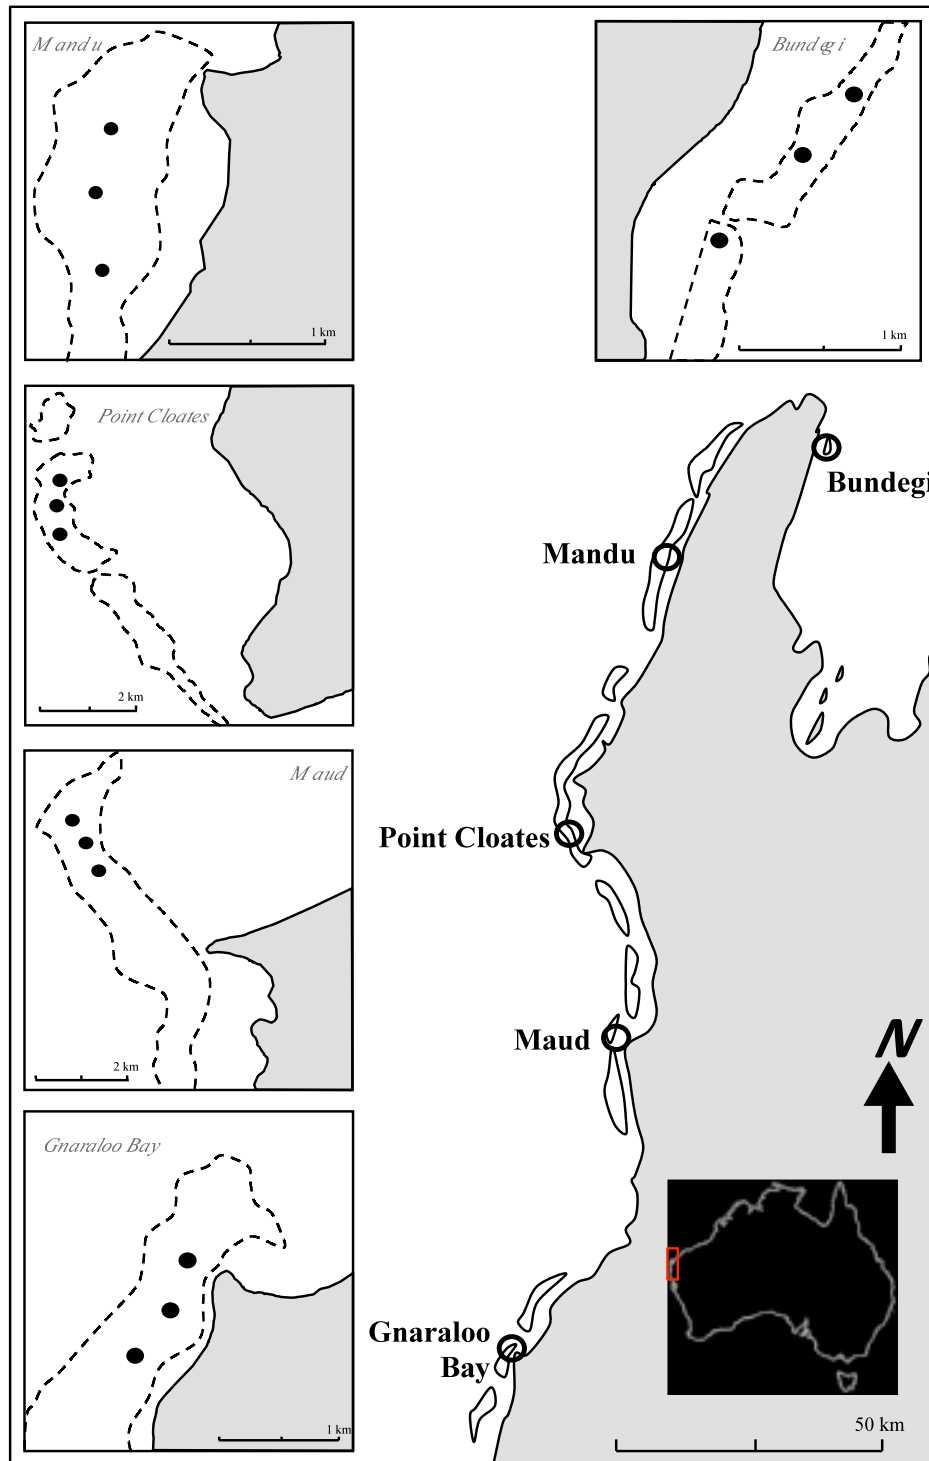 Mandu
Bundegi
1 km
1 km
Point Cloates
Bundegi
Mandu
2 km
Point Cloates
Maud
Maud
N
2 km
Gnaraloo Bay
Gnaraloo
Bay
50 km
1 km